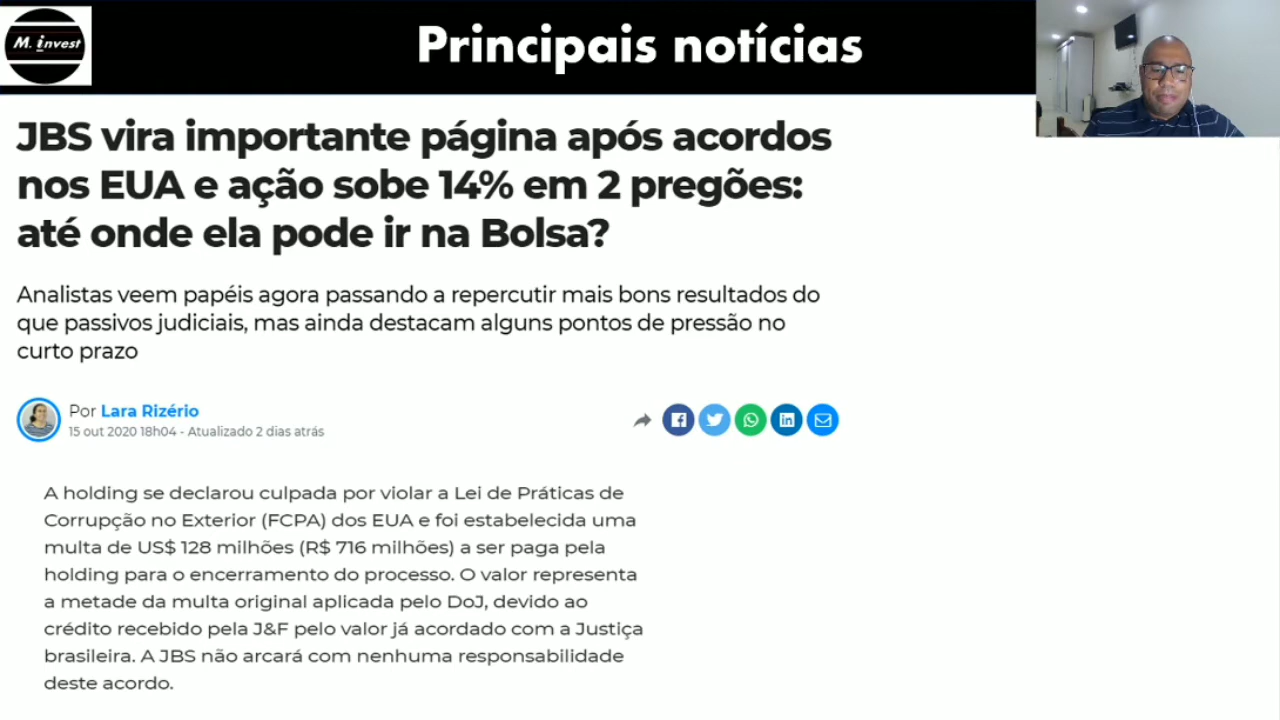 M. invest
Principais notícias
JBS vira importante página após acordos
nos EUA e ação sobe 14% em 2 pregões:
até onde ela pode ir na Bolsa?
Analistas veem papéis agora passando a repercutir mais bons resultados do
que passivos judiciais, mas ainda destacam alguns pontos de pressão no
curto prazo
Por Lara Rizério
15 out 2020 18h04 - Atualizado 2 dias atrás
A holding se declarou culpada por violar a Lei de Práticas de
Corrupção no Exterior (FCPA) dos EUA e foi estabelecida uma
multa de US$ 128 milhões (R$ 716 milhões) a ser paga pela
holding para o encerramento do processo. O valor representa
a metade da multa original aplicada pelo DoJ, devido ao
crédito recebido pela J&F pelo valor já acordado com a Justiça
brasileira. A JBS não arcará com nenhuma responsabilidade
deste acordo.